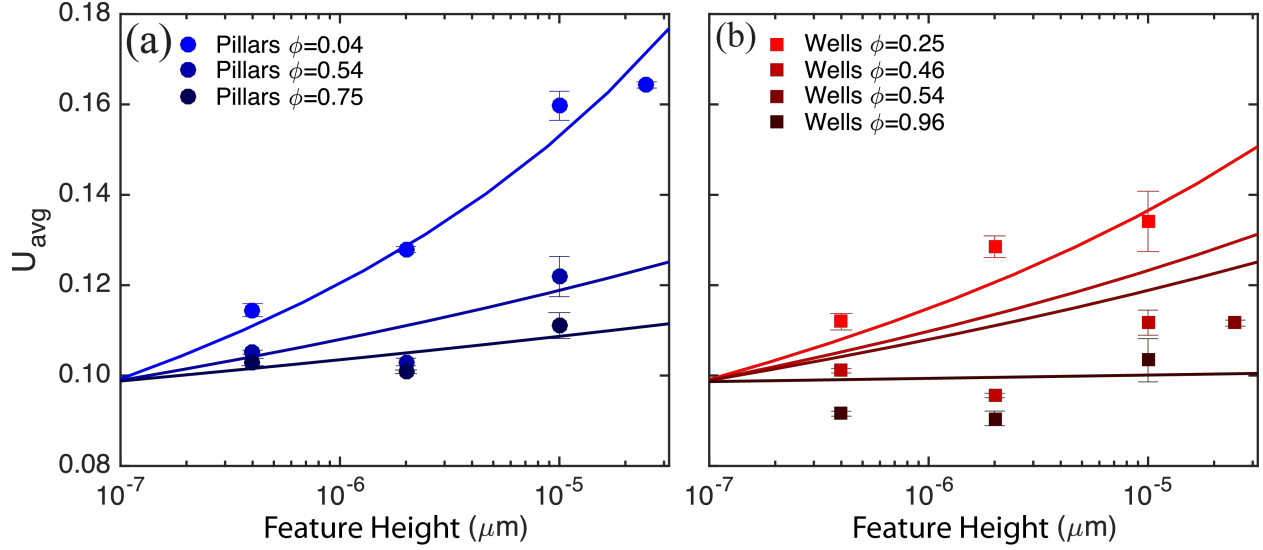 (a)
Pillars ϕ=0.04
Pillars ϕ=0.54
Pillars ϕ=0.75
0.18
0.16
0.14
0.12
0.10
0.08
U_avg
10⁻⁷
10⁻⁶
10⁻⁵
Feature Height (μm)
(b)
Wells ϕ=0.25
Wells ϕ=0.46
Wells ϕ=0.54
Wells ϕ=0.96
10⁻⁷
10⁻⁶
10⁻⁵
Feature Height (μm)